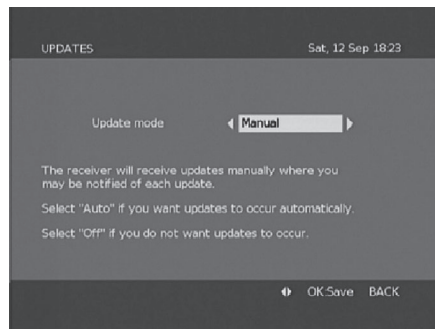 UPDATES Sat, 12 Sep 18:23
Update mode Manual
The receiver will receive updates manually where you
may be notified of each update.
Select "Auto" if you want updates to occur automatically.
Select "Off" if you do not want updates to occur.
OK:Save BACK